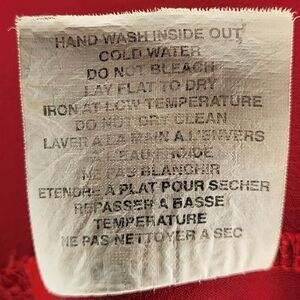 HAND WASH INSIDE OUT
COLD WATER
DO NOT BLEACH
LAY FLAT TO DRY
IRON AT LOW TEMPERATURE
DO NOT DRY CLEAN
LAVER A LA MAIN A L'ENVERS
L'EAU FROIDE
NE PAS BLANCHIR
ETENDRE A PLAT POUR SECHER
REPASSER A BASSE
TEMPERATURE
NE PAS NETTOYER A SEC